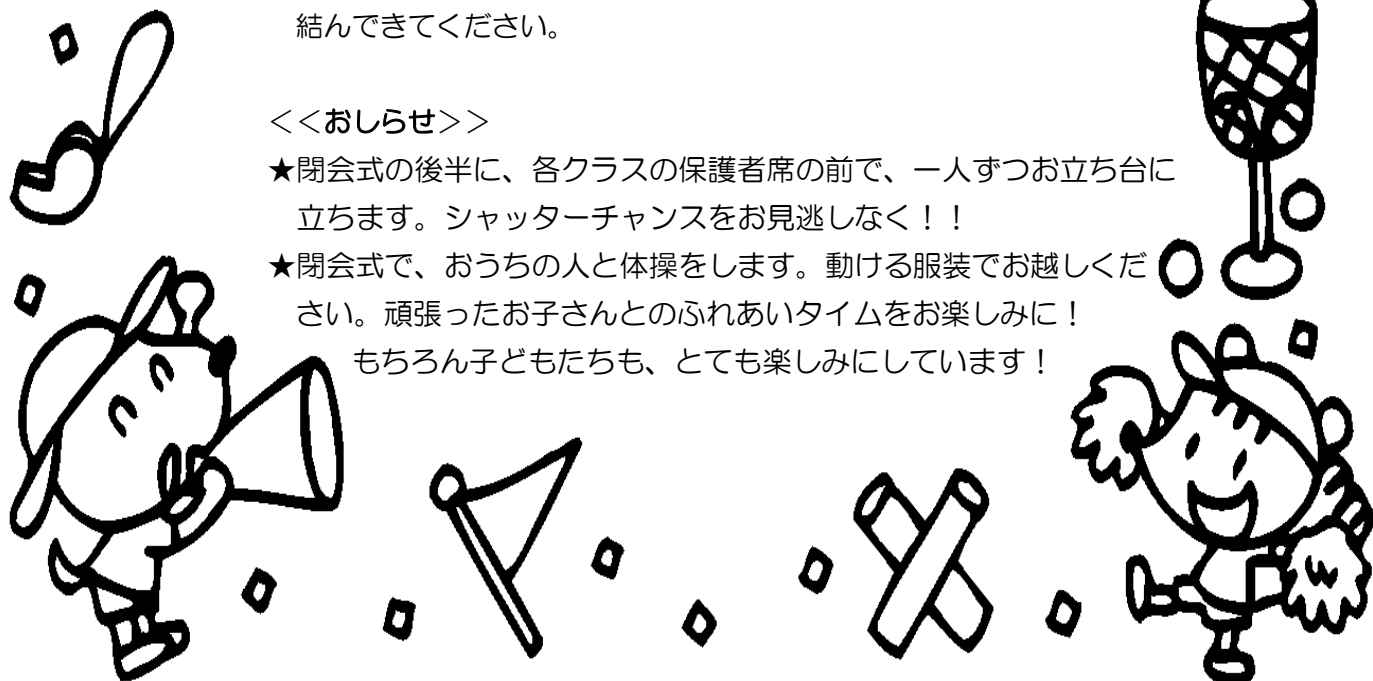 結んできてください。
＜＜おしらせ＞＞
★閉会式の後半に、各クラスの保護者席の前で、一人ずつお立ち台に
立ちます。シャッターチャンスをお見逃しなく！！
★閉会式で、おうちの人と体操をします。動ける服装でお越しくだ
さい。頑張ったお子さんとのふれあいタイムをお楽しみに！
もちろん子どもたちも、とても楽しみにしています！